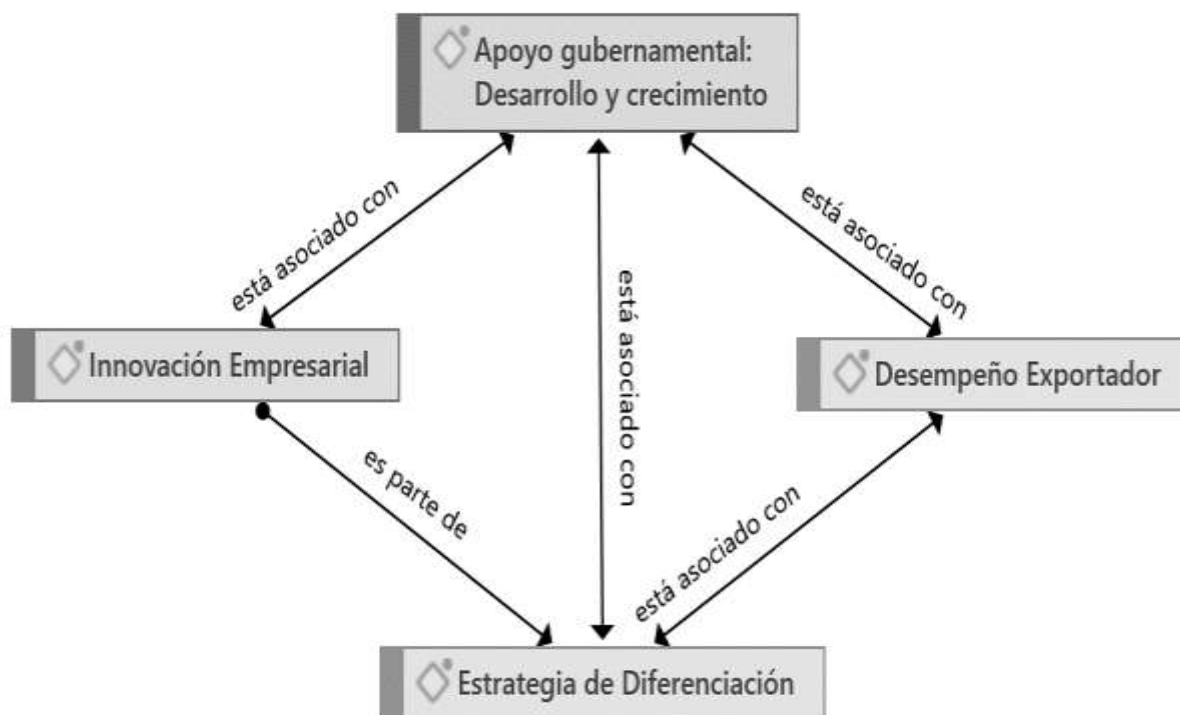 Apoyo gubernamental:
Desarrollo y crecimiento
está asociado con
está asociado con
está asociado con
Innovación Empresarial
Desempeño Exportador
es parte de
está asociado con
Estrategia de Diferenciación